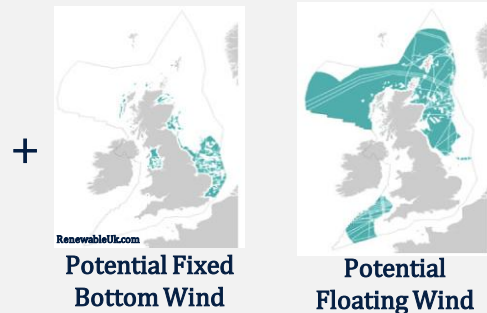 +
RenewableUk.com
Potential Fixed
Bottom Wind
Potential
Floating Wind